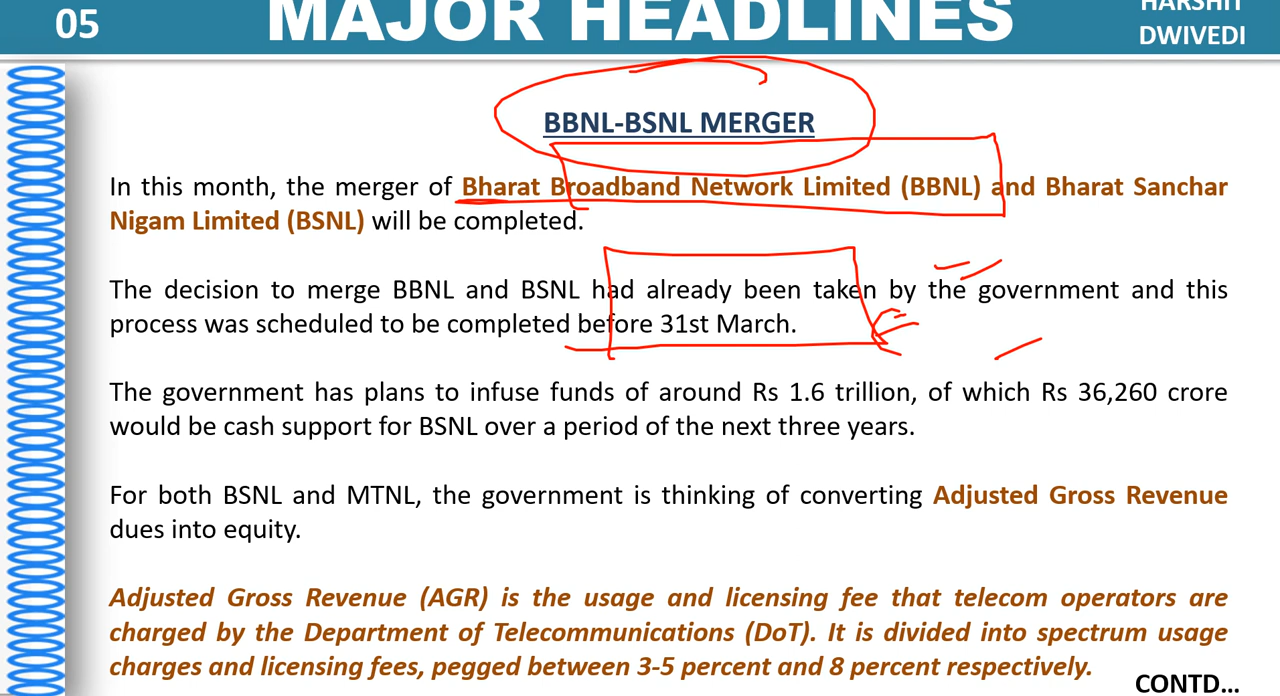 05
MAJOR HEADLINES
HARSHIT
DWIVEDI
BBNL-BSNL MERGER
In this month, the merger of Bharat Broadband Network Limited (BBNL) and Bharat Sanchar
Nigam Limited (BSNL) will be completed.
The decision to merge BBNL and BSNL had already been taken by the government and this
process was scheduled to be completed before 31st March.
The government has plans to infuse funds of around Rs 1.6 trillion, of which Rs 36,260 crore
would be cash support for BSNL over a period of the next three years.
For both BSNL and MTNL, the government is thinking of converting Adjusted Gross Revenue
dues into equity.
Adjusted Gross Revenue (AGR) is the usage and licensing fee that telecom operators are
charged by the Department of Telecommunications (DoT). It is divided into spectrum usage
charges and licensing fees, pegged between 3-5 percent and 8 percent respectively.
CONTD...